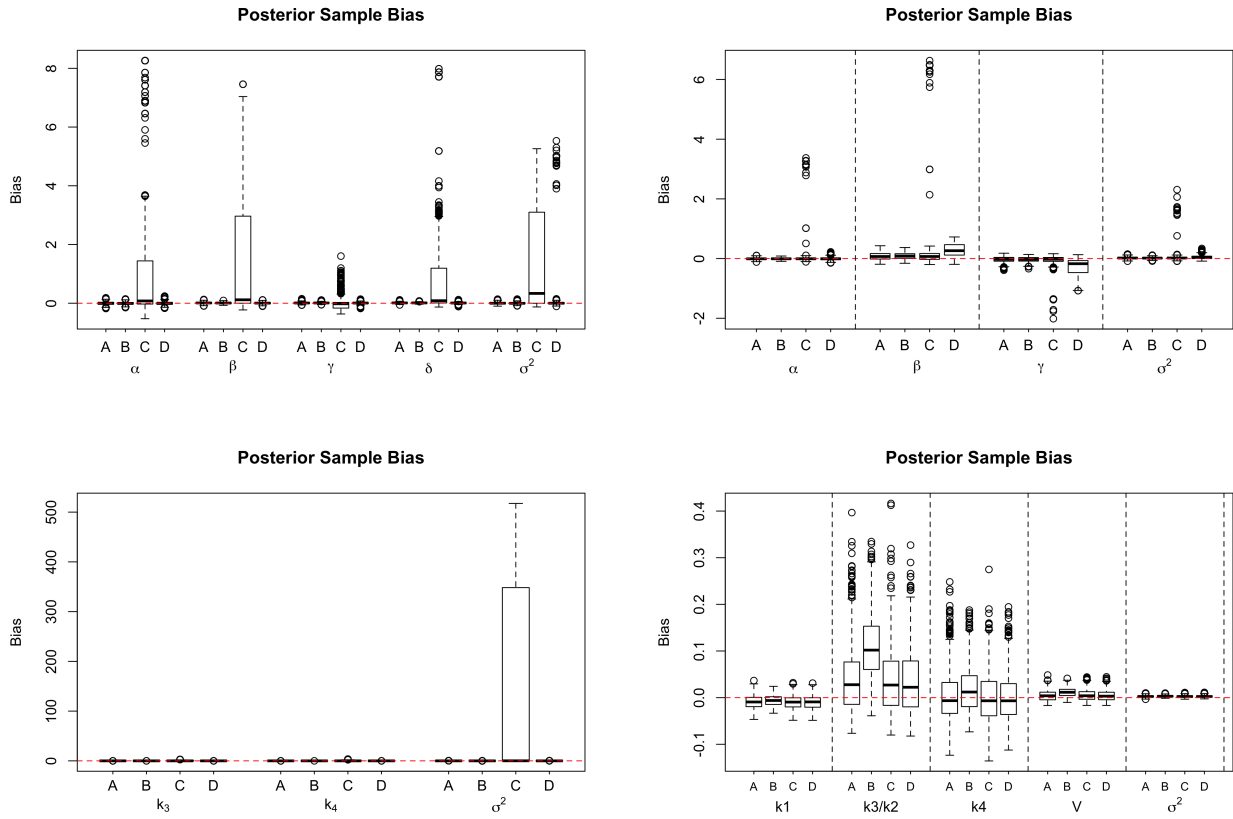 Posterior Sample Bias
Bias
8
6
4
2
0
A B C D A B C D A B C D A B C D A B C D
α β γ δ σ²
Posterior Sample Bias
Bias
6
4
2
0
-2
A B C D A B C D A B C D A B C D
α β γ σ²
Posterior Sample Bias
Bias
500
400
300
200
100
0
A B C D A B C D A B C D
k₃ k₄ σ²
Posterior Sample Bias
Bias
0.4
0.3
0.2
0.1
0.0
-0.1
A B C D A B C D A B C D A B C D A B C D
k1 k3/k2 k4 V σ²